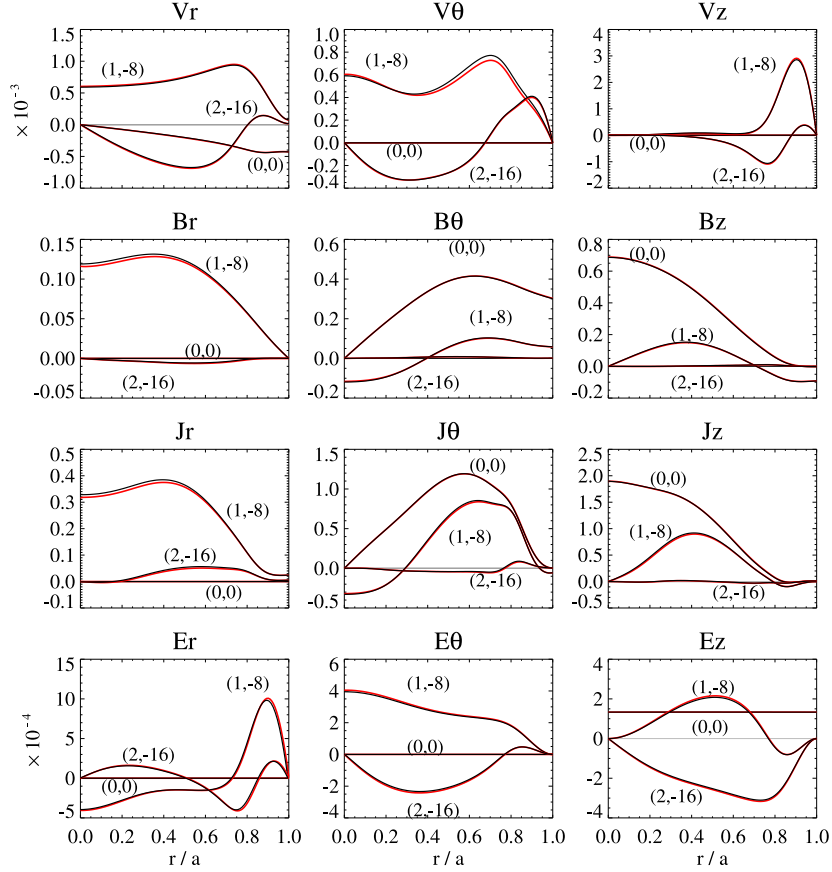 Vr Vθ Vz
1.5 1.0 4
1.0 (1,-8) 0.8 (1,-8) 3 (1,-8)
0.5 (2,-16) 0.6 2
× 10⁻³ 0.4 1
0.0 0.2 0
-0.5 (0,0) 0.0 (0,0) (0,0)
-1.0 -0.2 (2,-16) -1 (2,-16)
-0.4 -2
Br Bθ Bz
0.15 0.6 (0,0) 0.8 (0,0)
0.10 (1,-8) 0.4 0.6
0.05 0.2 (1,-8) 0.4
0.00 (0,0) 0.0 0.2 (1,-8)
-0.05 (2,-16) -0.2 0.0 (2,-16)
-0.2
Jr Jθ Jz
0.5 1.5 2.5
0.4 1.0 (0,0) 2.0 (0,0)
0.3 (1,-8) 0.5 (1,-8) 1.5
0.2 0.0 1.0 (1,-8)
0.1 (2,-16) -0.5 (2,-16) 0.5
0.0 (0,0) 0.0 (2,-16)
-0.1 -0.5
Er Eθ Ez
15 6 4
10 (1,-8) 4 (1,-8) 2 (1,-8)
× 10⁻⁴ 5 (2,-16) 2 (0,0)
0 (0,0) 0 (0,0) 0
-5 -2 (2,-16) -2 (2,-16)
-4 -4
0.0 0.2 0.4 0.6 0.8 1.0 0.0 0.2 0.4 0.6 0.8 1.0 0.0 0.2 0.4 0.6 0.8 1.0
r / a r / a r / a